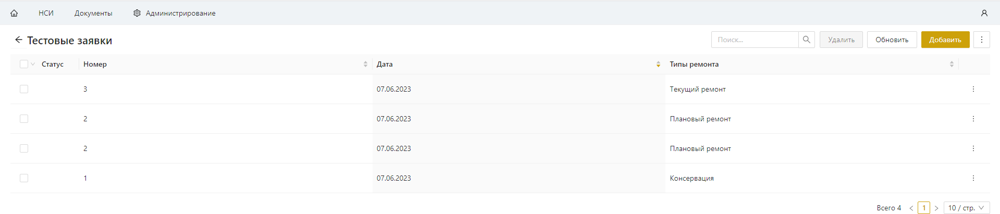 НСИ Документы Администрирование
Тестовые заявки Поиск... Удалить Обновить Добавить
Статус Номер Дата Типы ремонта
3 07.06.2023 Текущий ремонт
2 07.06.2023 Плановый ремонт
2 07.06.2023 Плановый ремонт
1 07.06.2023 Консервация
Всего 4 < 1 > 10 / стр.